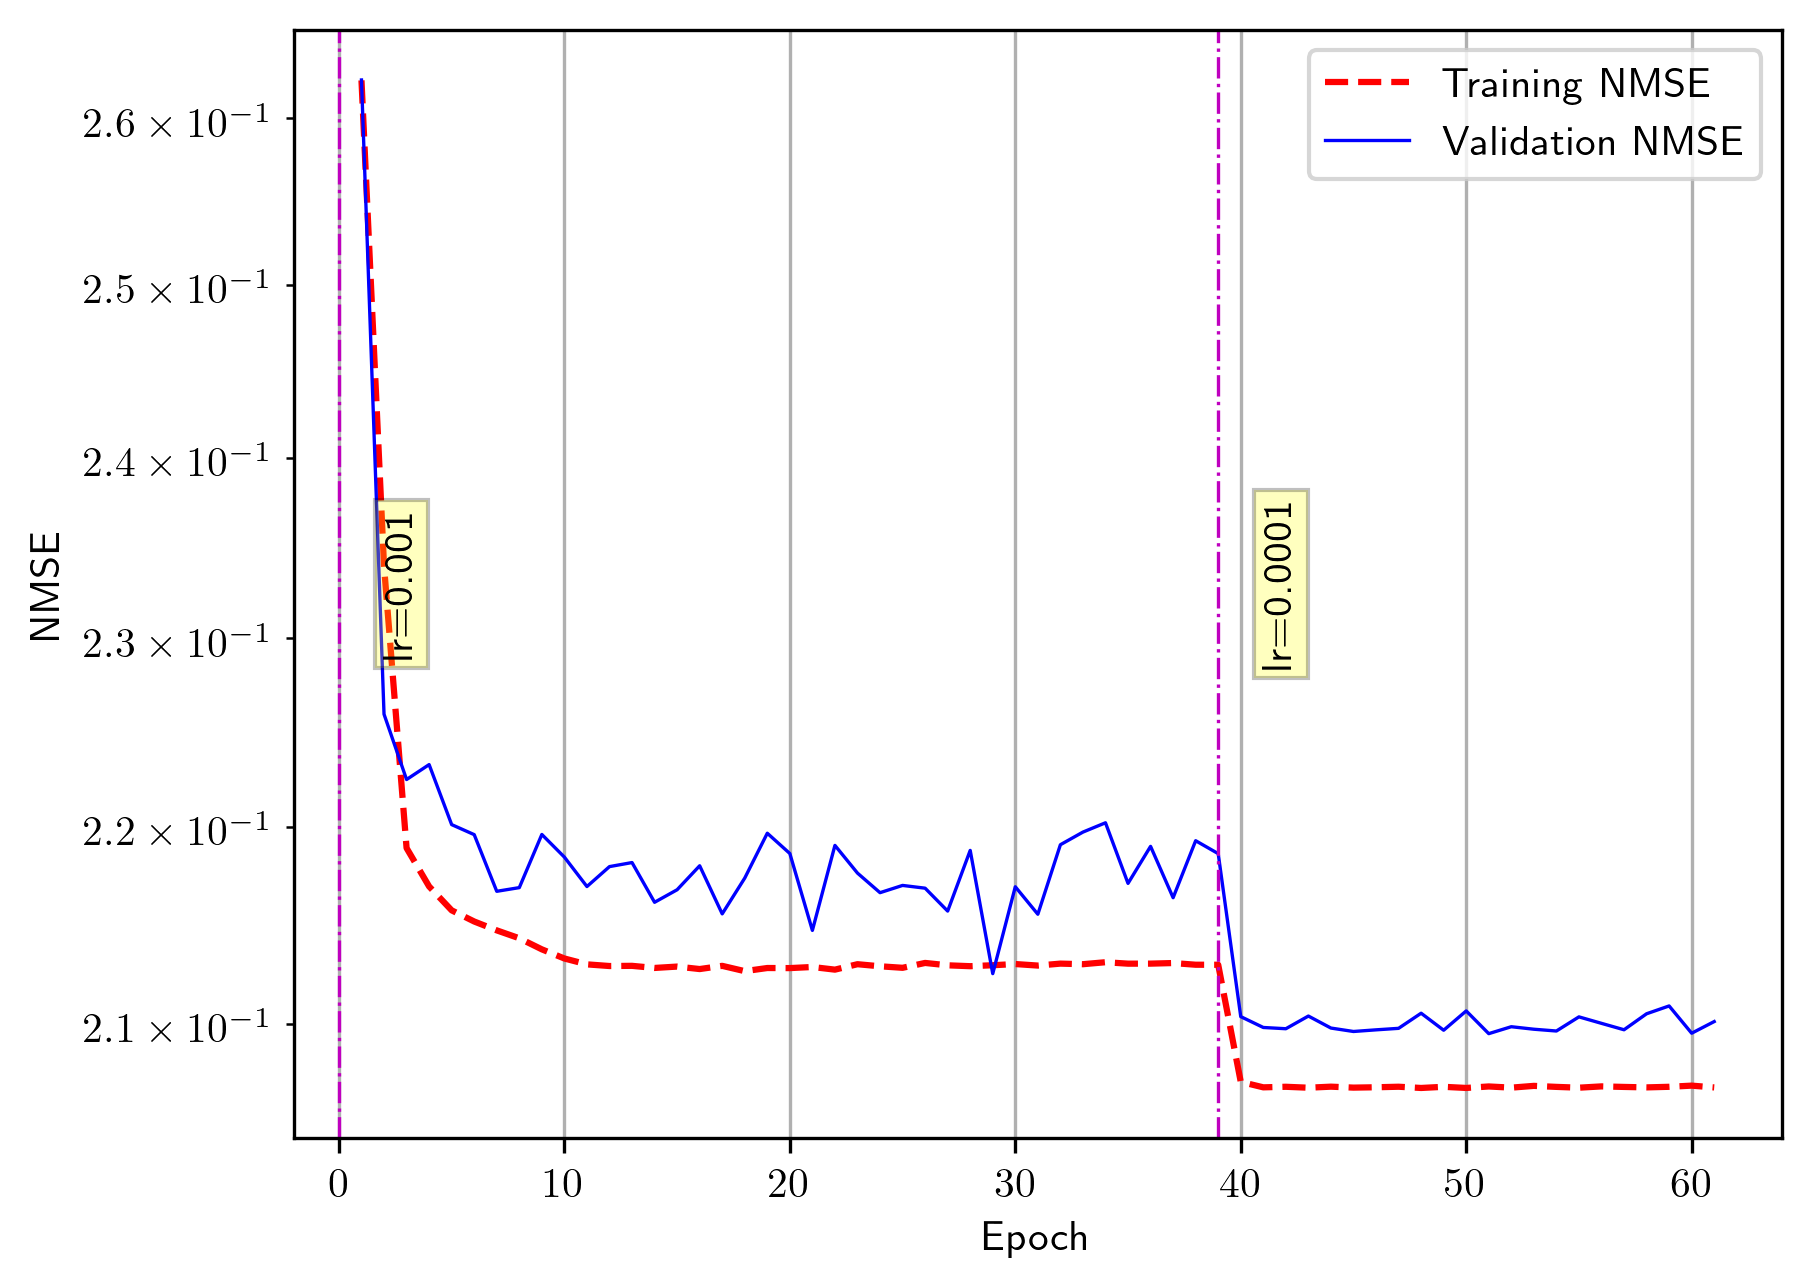 Training NMSE
Validation NMSE
2.6 × 10⁻¹
2.5 × 10⁻¹
2.4 × 10⁻¹
2.3 × 10⁻¹
2.2 × 10⁻¹
2.1 × 10⁻¹
NMSE
lr=0.001
lr=0.0001
0 10 20 30 40 50 60
Epoch